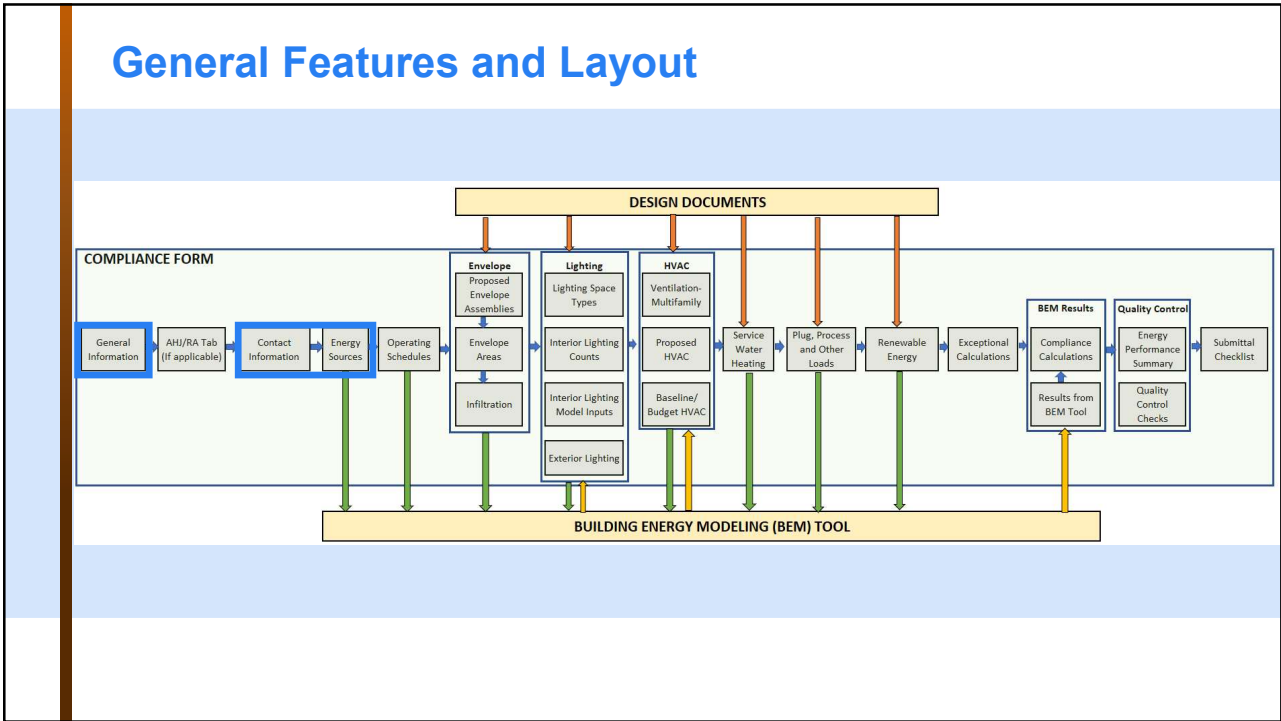 General Features and Layout
DESIGN DOCUMENTS
COMPLIANCE FORM
General
Information
AHJ/RA Tab
(If applicable)
Contact
Information
Energy
Sources
Operating
Schedules
Envelope
Proposed
Envelope
Assemblies
Envelope
Areas
Infiltration
Lighting
Lighting Space
Types
Interior Lighting
Counts
Interior Lighting
Model Inputs
Exterior Lighting
HVAC
Ventilation-
Multifamily
Proposed
HVAC
Baseline/
Budget HVAC
Service
Water
Heating
Plug, Process
and Other
Loads
Renewable
Energy
Exceptional
Calculations
BEM Results
Compliance
Calculations
Results from
BEM Tool
Quality Control
Energy
Performance
Summary
Quality
Control
Checks
Submittal
Checklist
BUILDING ENERGY MODELING (BEM) TOOL